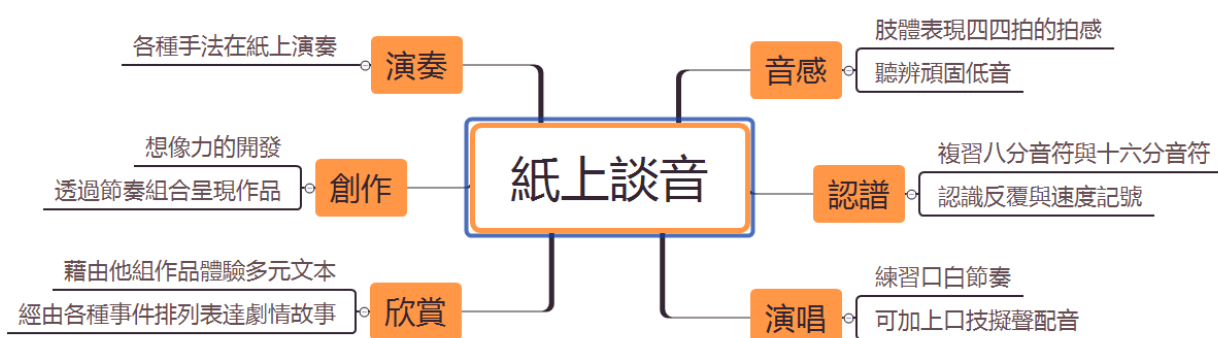 紙上談音
演奏
各種手法在紙上演奏
創作
想像力的開發
透過節奏組合呈現作品
欣賞
藉由他組作品體驗多元文本
經由各種事件排列表達劇情故事
音感
肢體表現四四拍的拍感
聽辨頑固低音
認譜
複習八分音符與十六分音符
認識反覆與速度記號
演唱
練習口白節奏
可加上口技擬聲配音